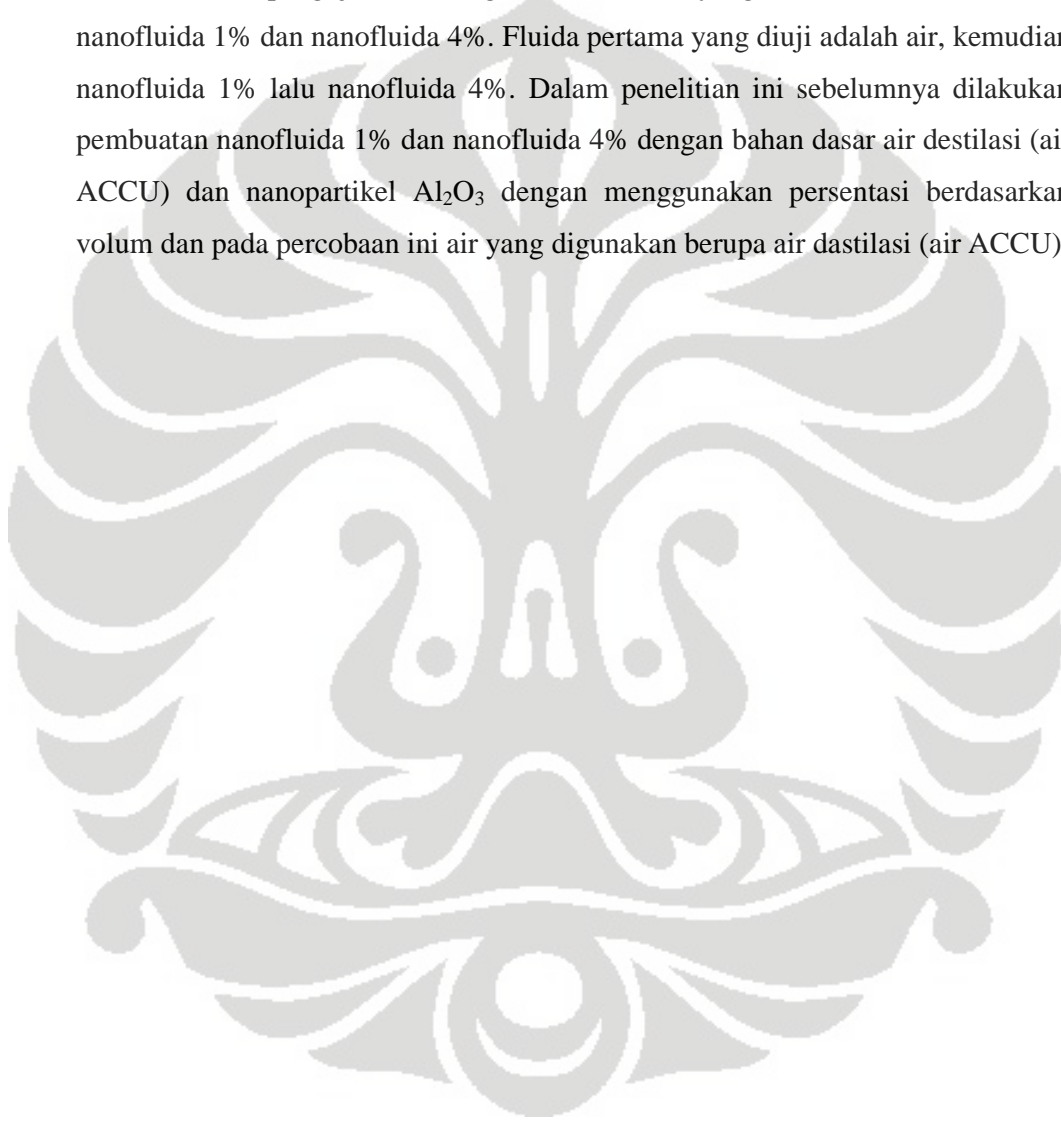 nanofluida 1% dan nanofluida 4%. Fluida pertama yang diuji adalah air, kemudian
nanofluida 1% lalu nanofluida 4%. Dalam penelitian ini sebelumnya dilakukan
pembuatan nanofluida 1% dan nanofluida 4% dengan bahan dasar air destilasi (ai
ACCU) dan nanopartikel Al₂O₃ dengan menggunakan persentasi berdasarkan
volum dan pada percobaan ini air yang digunakan berupa air dastilasi (air ACCU)